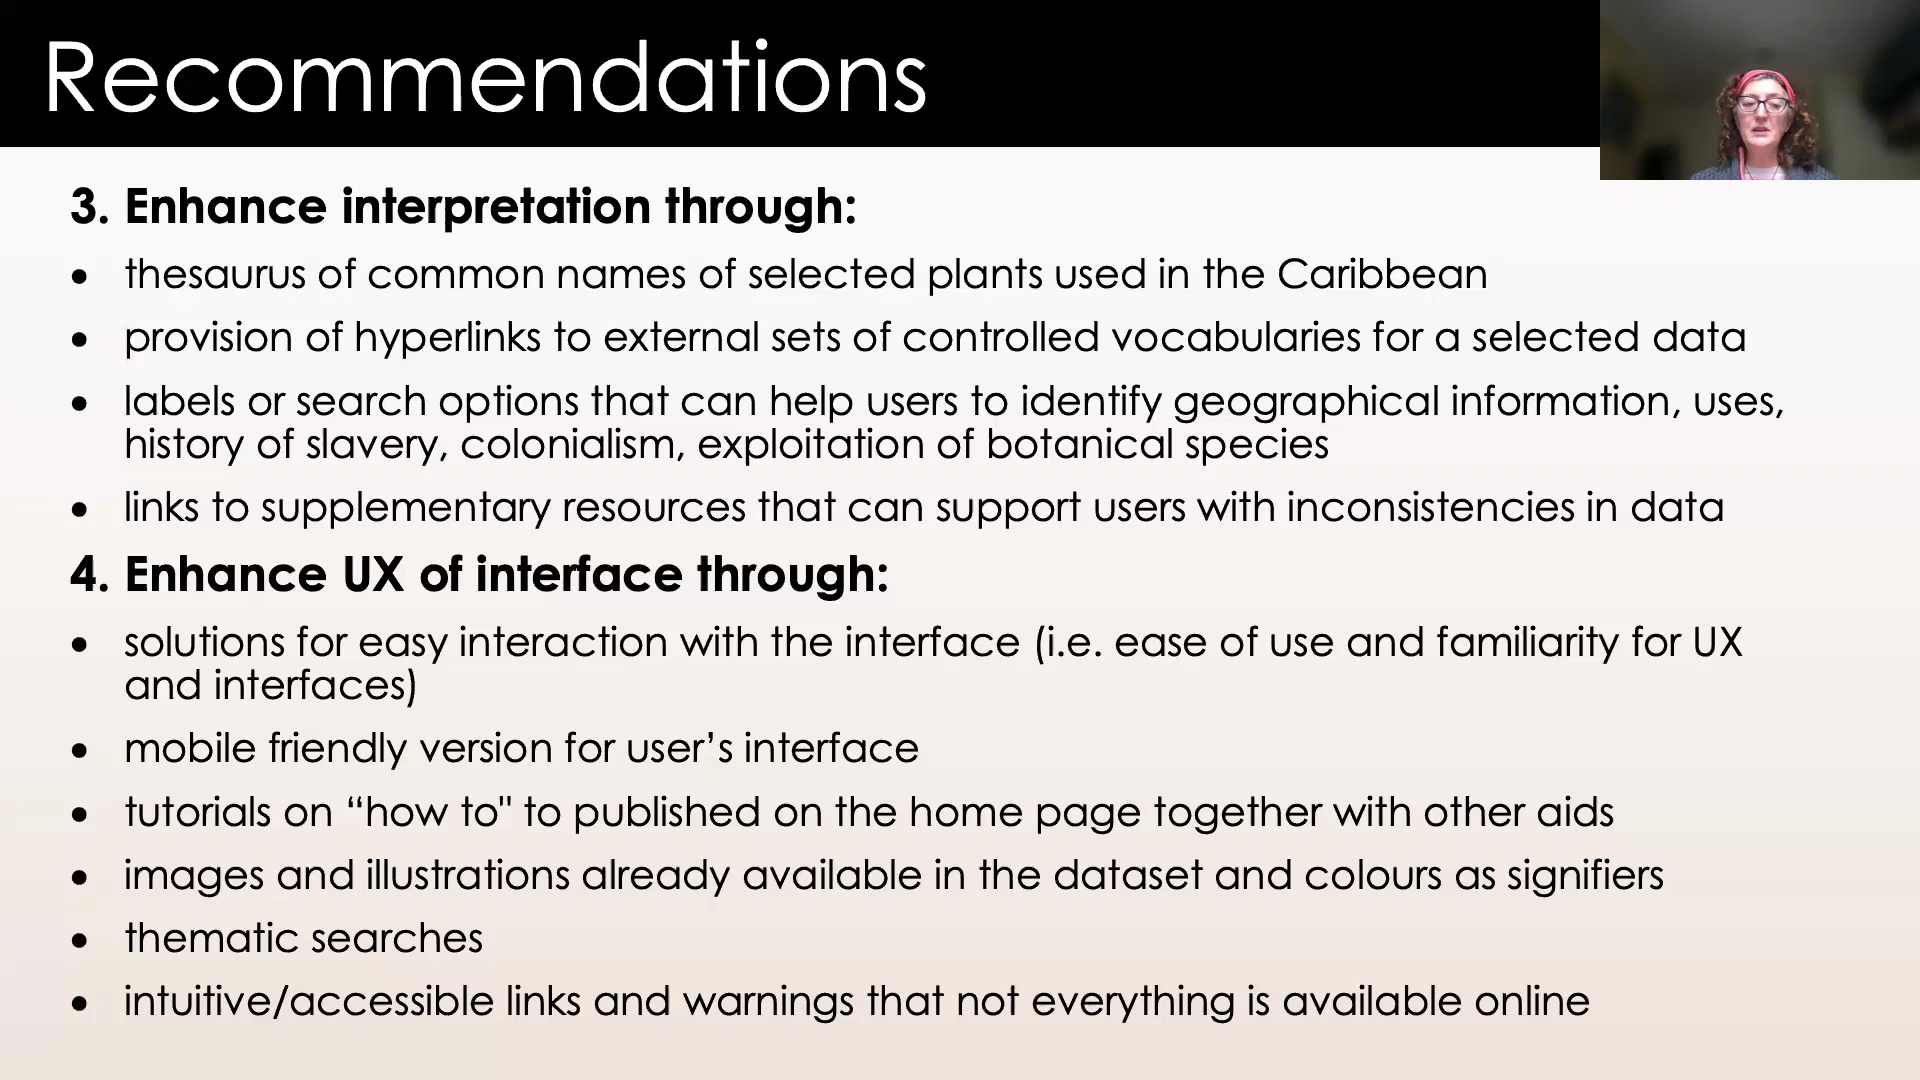 Recommendations
3. Enhance interpretation through:
• thesaurus of common names of selected plants used in the Caribbean
• provision of hyperlinks to external sets of controlled vocabularies for a selected data
• labels or search options that can help users to identify geographical information, uses,
history of slavery, colonialism, exploitation of botanical species
• links to supplementary resources that can support users with inconsistencies in data
4. Enhance UX of interface through:
• solutions for easy interaction with the interface (i.e. ease of use and familiarity for UX
and interfaces)
• mobile friendly version for user’s interface
• tutorials on “how to" to published on the home page together with other aids
• images and illustrations already available in the dataset and colours as signifiers
• thematic searches
• intuitive/accessible links and warnings that not everything is available online